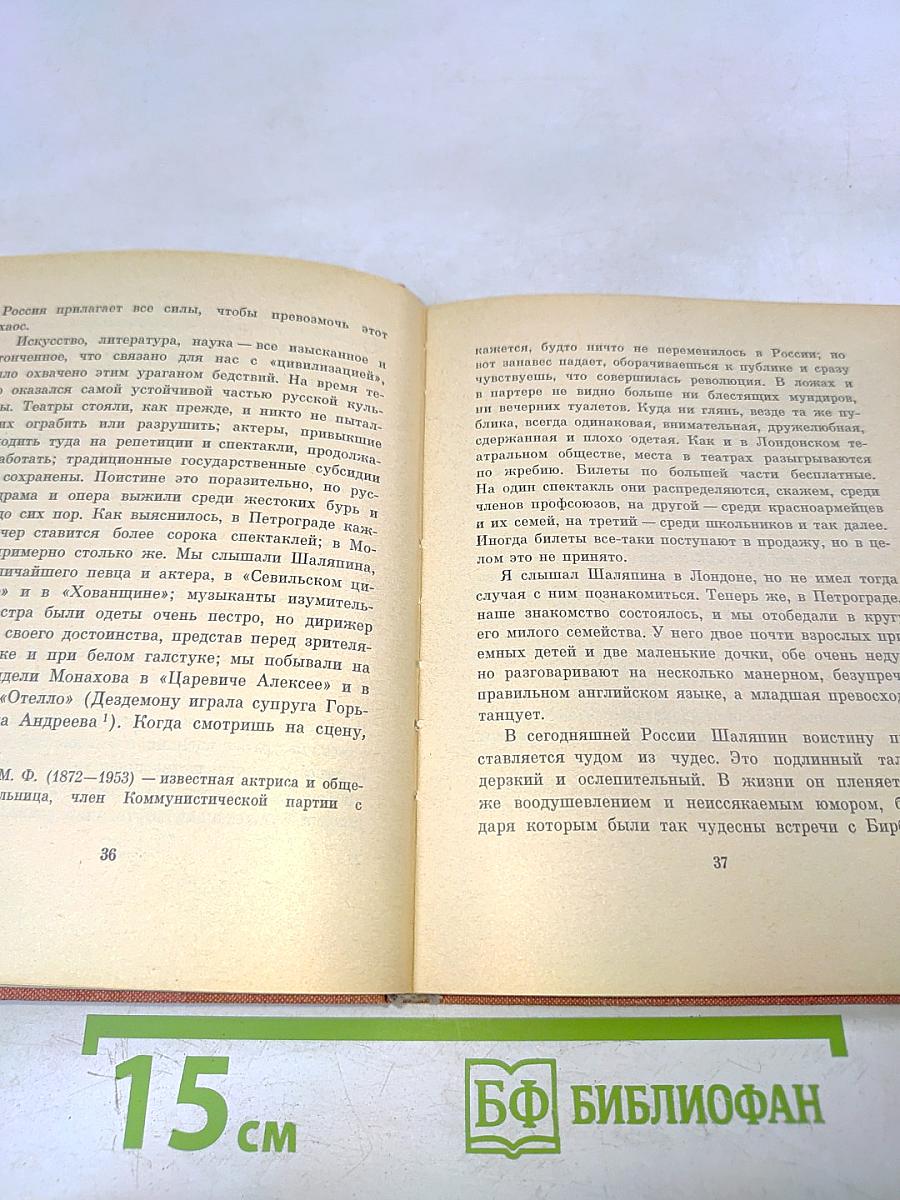 Россия прилагает все силы, чтобы превозмочь этот
хаос.
Искусство, литература, наука — все изысканное и
тонченное, что связано для нас с «цивилизацией»,
ло охвачено этим ураганом бедствий. На время те-
о оказался самой устойчивой частью русской куль-
ы. Театры стояли, как прежде, и никто не пытал-
их ограбить или разрушить; актеры, привыкшие
одить туда на репетиции и спектакли, продолжа-
аботать; традиционные государственные субсидии
сохранены. Поистине это поразительно, но рус-
драма и опера выжили среди жестоких бурь и
до сих пор. Как выяснилось, в Петрограде каж-
чер ставится более сорока спектаклей; в Мо-
примерно столько же. Мы слышали Шаляпина,
личайшего певца и актера, в «Севильском ци-
» и в «Хованщине»; музыканты изумитель-
стра были одеты очень пестро, но дирижер
своего достоинства, представ перед зрителя-
ке и при белом галстуке; мы побывали на
дели Монахова в «Царевиче Алексее» и в
«Отелло» (Дездемону играла супруга Горь-
а Андреева ¹). Когда смотришь на сцену,
М. Ф. (1872—1953) — известная актриса и обще-
льница, член Коммунистической партии с
36
кажется, будто ничто не переменилось в России; но
вот занавес падает, оборачиваешься к публике и сразу
чувствуешь, что совершилась революция. В ложах и
в партере не видно больше ни блестящих мундиров,
ни вечерних туалетов. Куда ни глянь, везде та же пу-
блика, всегда одинаковая, внимательная, дружелюбная,
сдержанная и плохо одетая. Как и в Лондонском те-
атральном обществе, места в театрах разыгрываются
по жребию. Билеты по большей части бесплатные.
На один спектакль они распределяются, скажем, среди
членов профсоюзов, на другой — среди красноармейцев
и их семей, на третий — среди школьников и так далее.
Иногда билеты все-таки поступают в продажу, но в це-
лом это не принято.
Я слышал Шаляпина в Лондоне, но не имел тогда
случая с ним познакомиться. Теперь же, в Петрограде,
наше знакомство состоялось, и мы отобедали в кругу
его милого семейства. У него двое почти взрослых при
емных детей и две маленькие дочки, обе очень неду
но разговаривают на несколько манерном, безупреч
правильном английском языке, а младшая превосход
танцует.
В сегодняшней России Шаляпин воистину п
ставляется чудом из чудес. Это подлинный тал
дерзкий и ослепительный. В жизни он пленяет
же воодушевлением и неиссякаемым юмором, б
даря которым были так чудесны встречи с Бирб
37
15 см
БФ БИБЛИОФАН